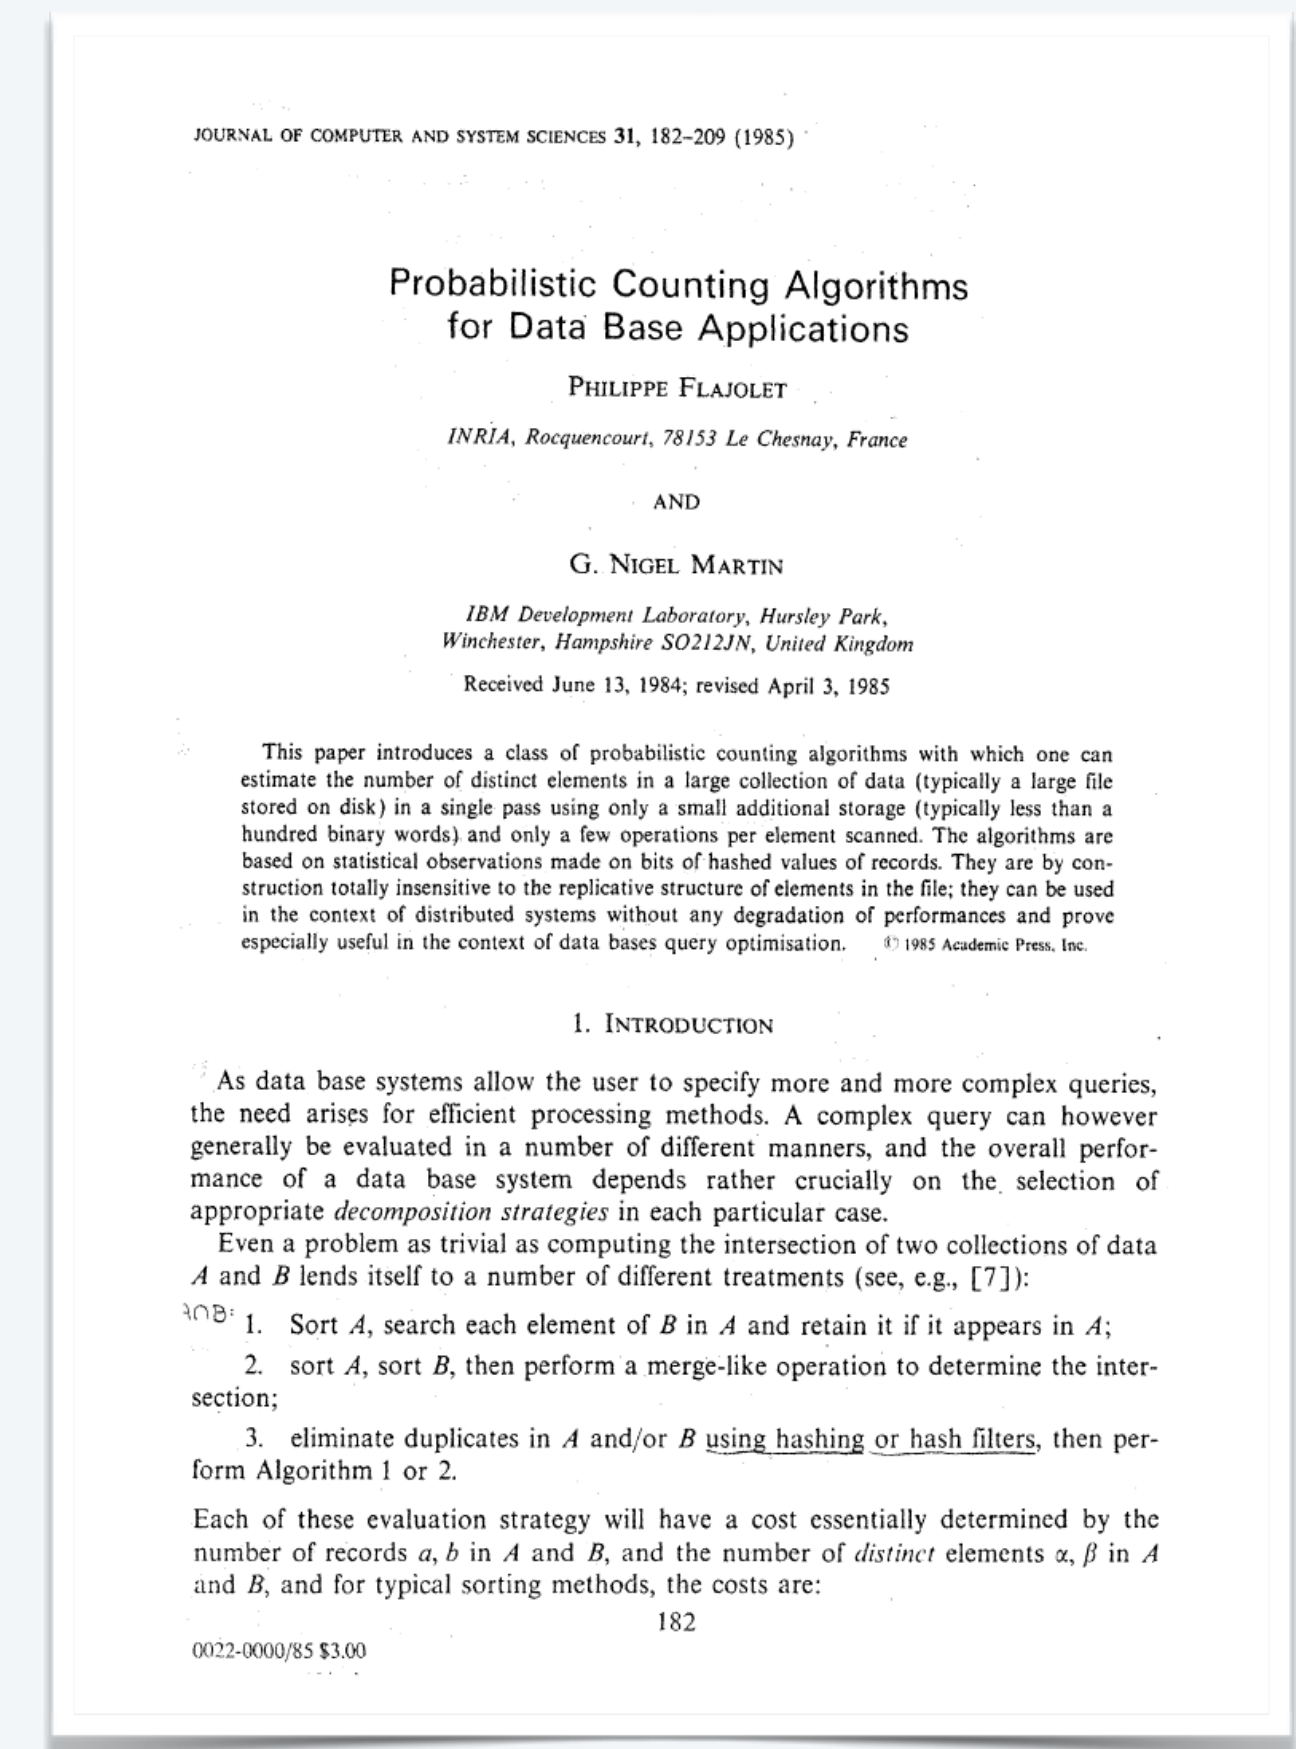 JOURNAL OF COMPUTER AND SYSTEM SCIENCES 31, 182–209 (1985)
Probabilistic Counting Algorithms
for Data Base Applications
PHILIPPE FLAJOLET
INRIA, Rocquencourt, 78153 Le Chesnay, France
AND
G. NIGEL MARTIN
IBM Development Laboratory, Hursley Park,
Winchester, Hampshire SO212JN, United Kingdom
Received June 13, 1984; revised April 3, 1985
This paper introduces a class of probabilistic counting algorithms with which one can
estimate the number of distinct elements in a large collection of data (typically a large file
stored on disk) in a single pass using only a small additional storage (typically less than a
hundred binary words) and only a few operations per element scanned. The algorithms are
based on statistical observations made on bits of hashed values of records. They are by con-
struction totally insensitive to the replicative structure of elements in the file; they can be used
in the context of distributed systems without any degradation of performances and prove
especially useful in the context of data bases query optimisation. © 1985 Academic Press, Inc.
1. INTRODUCTION
As data base systems allow the user to specify more and more complex queries,
the need arises for efficient processing methods. A complex query can however
generally be evaluated in a number of different manners, and the overall perfor-
mance of a data base system depends rather crucially on the selection of
appropriate decomposition strategies in each particular case.
Even a problem as trivial as computing the intersection of two collections of data
A and B lends itself to a number of different treatments (see, e.g., [7]):
A∩B: 1. Sort A, search each element of B in A and retain it if it appears in A;
2. sort A, sort B, then perform a merge-like operation to determine the inter-
section;
3. eliminate duplicates in A and/or B using hashing or hash filters, then per-
form Algorithm 1 or 2.
Each of these evaluation strategy will have a cost essentially determined by the
number of records a, b in A and B, and the number of distinct elements α, β in A
and B, and for typical sorting methods, the costs are:
182
0022-0000/85 $3.00